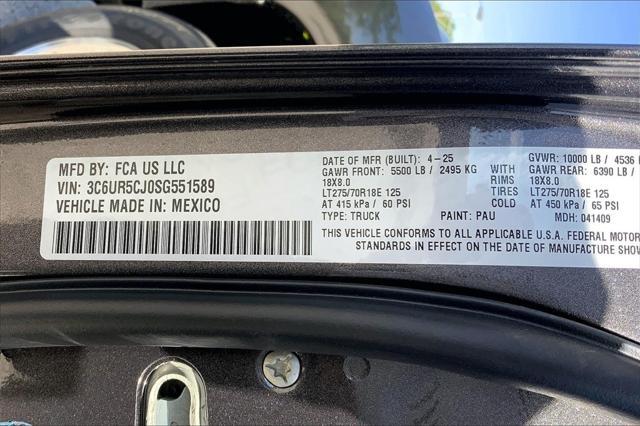 MFD BY: FCA US LLC
VIN: 3C6UR5CJ0SG551589
VEHICLE MADE IN: MEXICO
DATE OF MFR (BUILT): 4-25 GVWR: 10000 LB / 4536
GAWR FRONT: 5500 LB / 2495 KG WITH GAWR REAR: 6390 LB /
18X8.0 RIMS 18X8.0
LT275/70R18E 125 TIRES LT275/70R18E 125
AT 415 kPa / 60 PSI COLD AT 450 kPa / 65 PSI
TYPE: TRUCK PAINT: PAU MDH: 041409
THIS VEHICLE CONFORMS TO ALL APPLICABLE U.S.A. FEDERAL MOTOR
STANDARDS IN EFFECT ON THE DATE OF MANUFACTURE SHOW